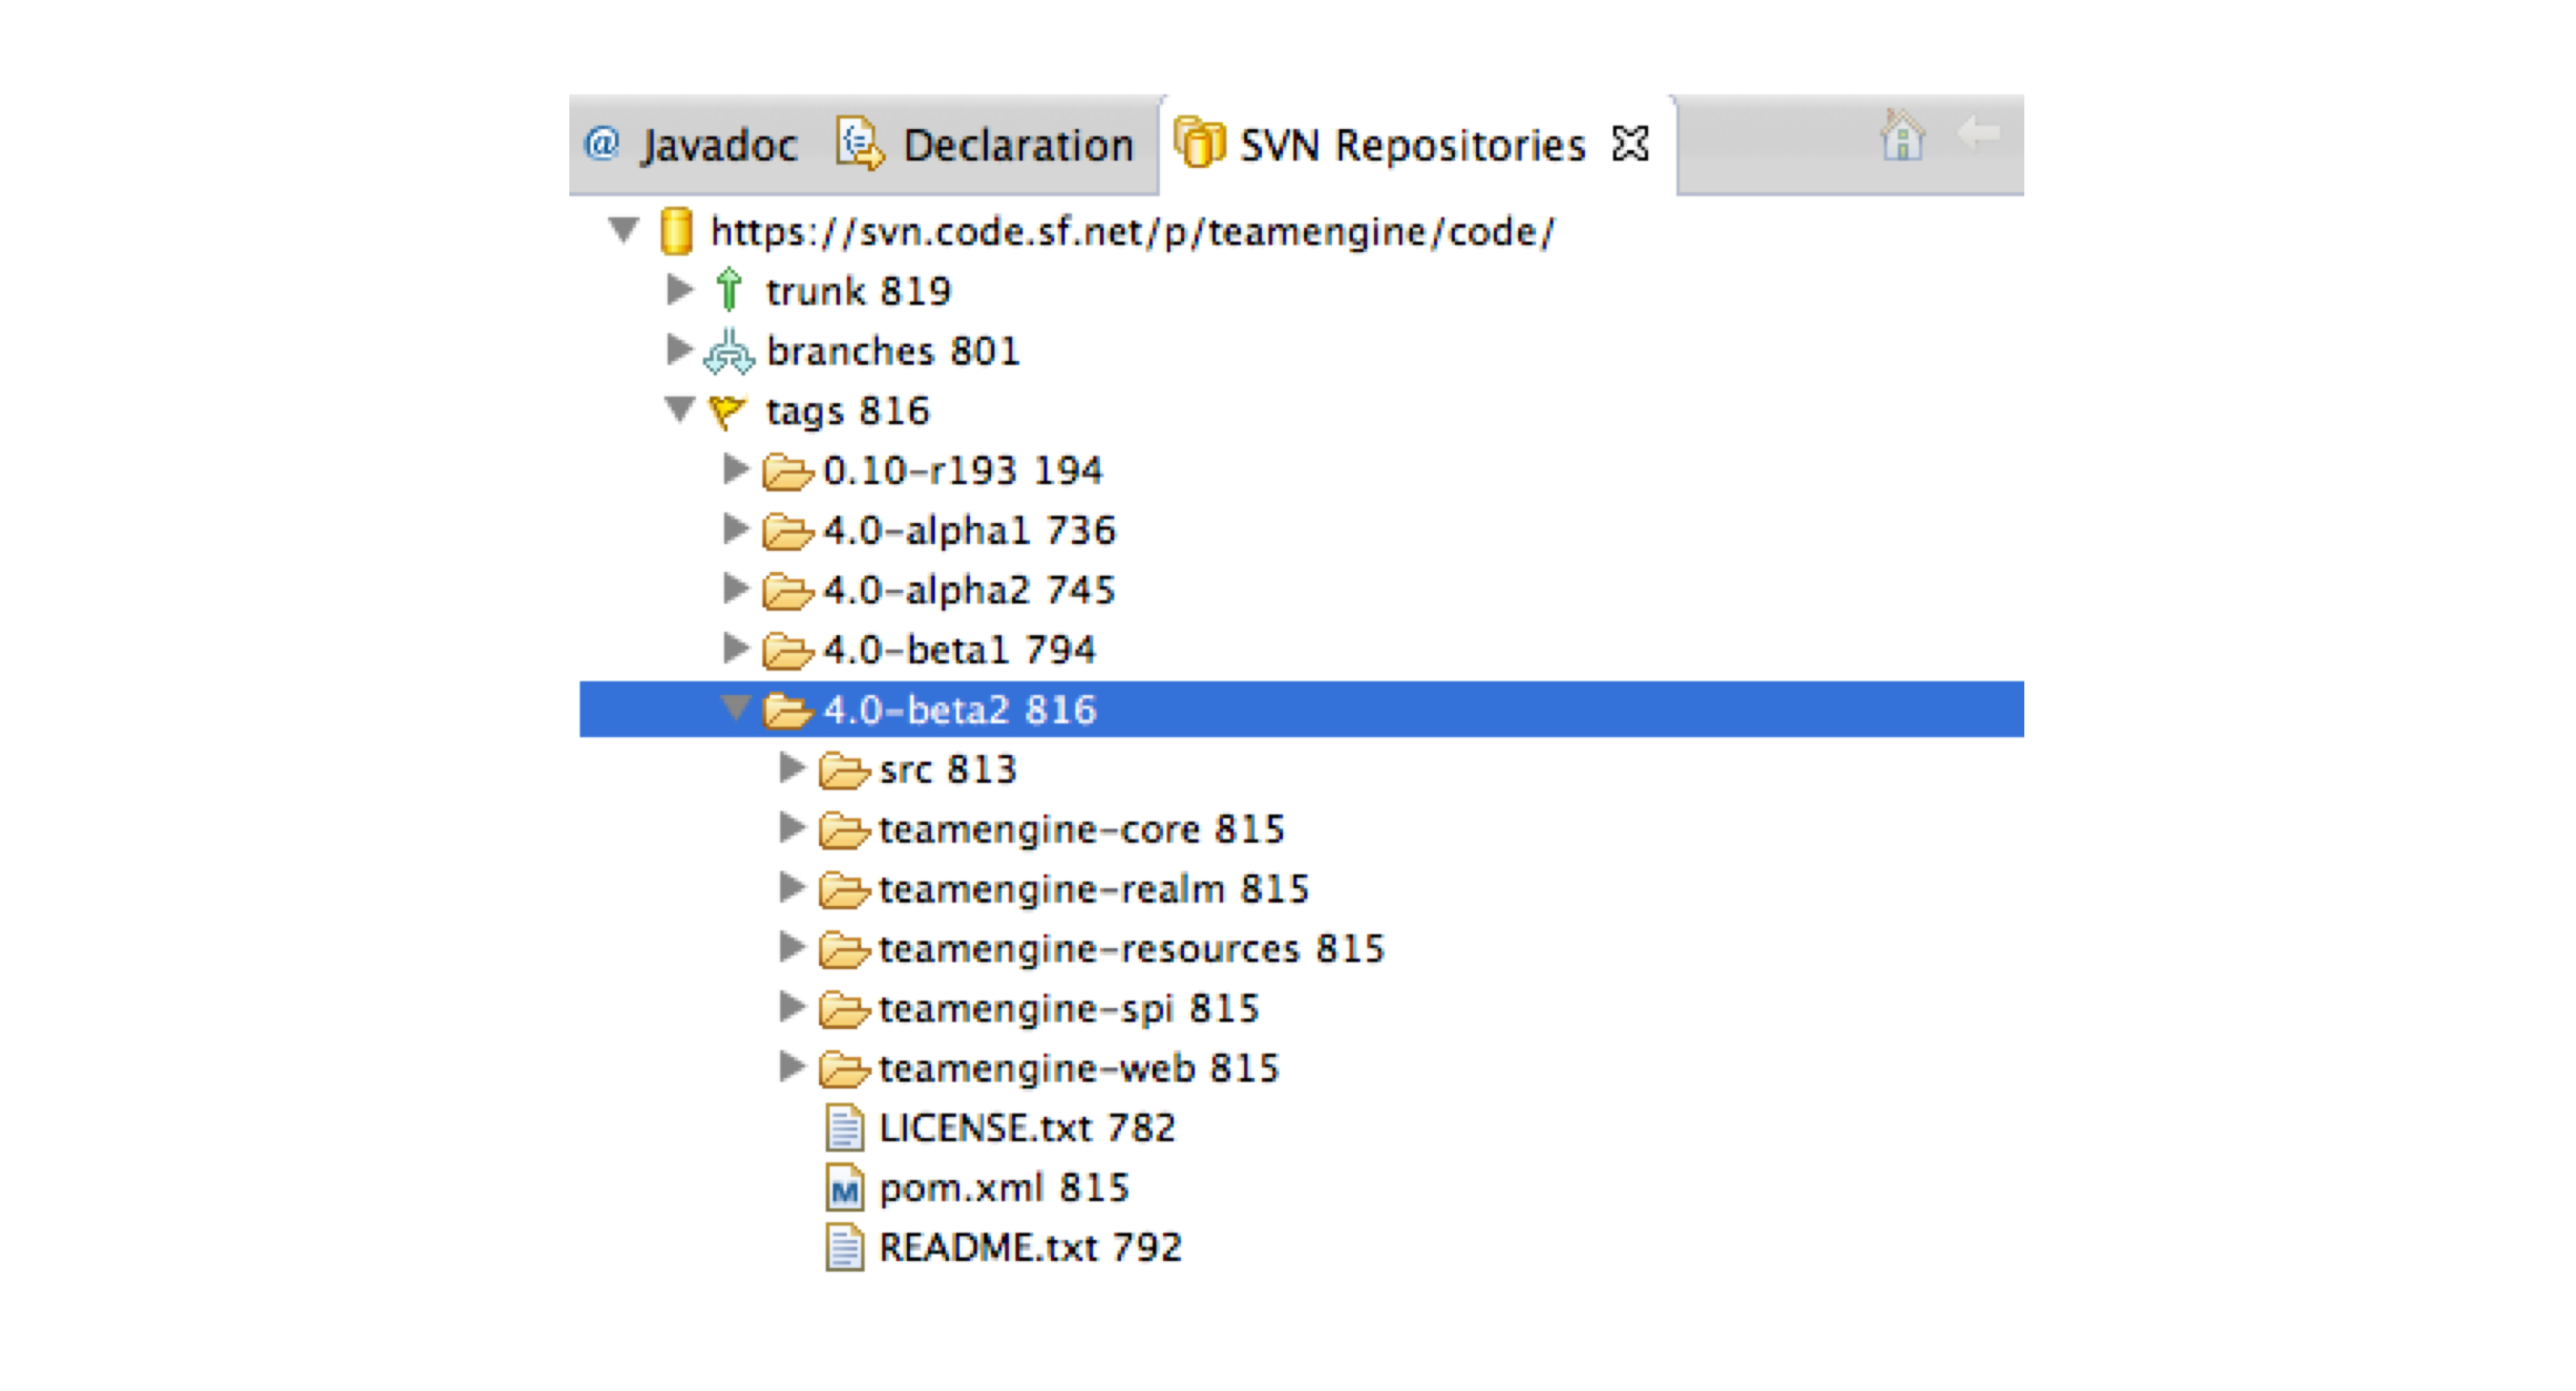 @ Javadoc Declaration SVN Repositories
https://svn.code.sf.net/p/teamengine/code/
trunk 819
branches 801
tags 816
0.10-r193 194
4.0-alpha1 736
4.0-alpha2 745
4.0-beta1 794
4.0-beta2 816
src 813
teamengine-core 815
teamengine-realm 815
teamengine-resources 815
teamengine-spi 815
teamengine-web 815
LICENSE.txt 782
M pom.xml 815
README.txt 792